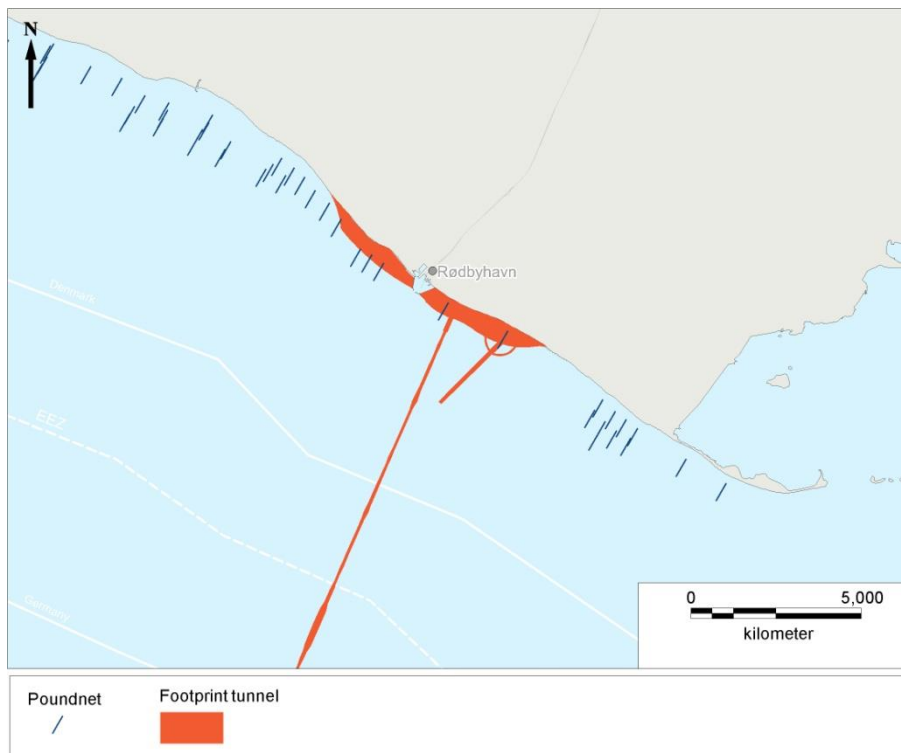 N
Rødbyhavn
Denmark
EEZ
Germany
0 5,000
kilometer
Poundnet Footprint tunnel